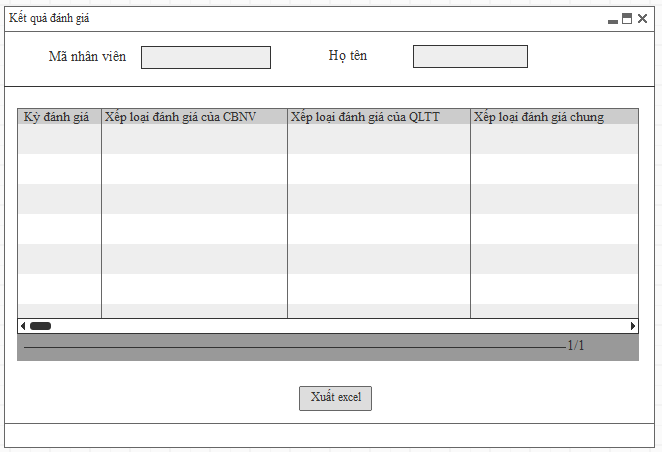 Kết quả đánh giá
Mã nhân viên Họ tên
Kỳ đánh giá Xếp loại đánh giá của CBNV Xếp loại đánh giá của QLTT Xếp loại đánh giá chung
1/1
Xuất excel